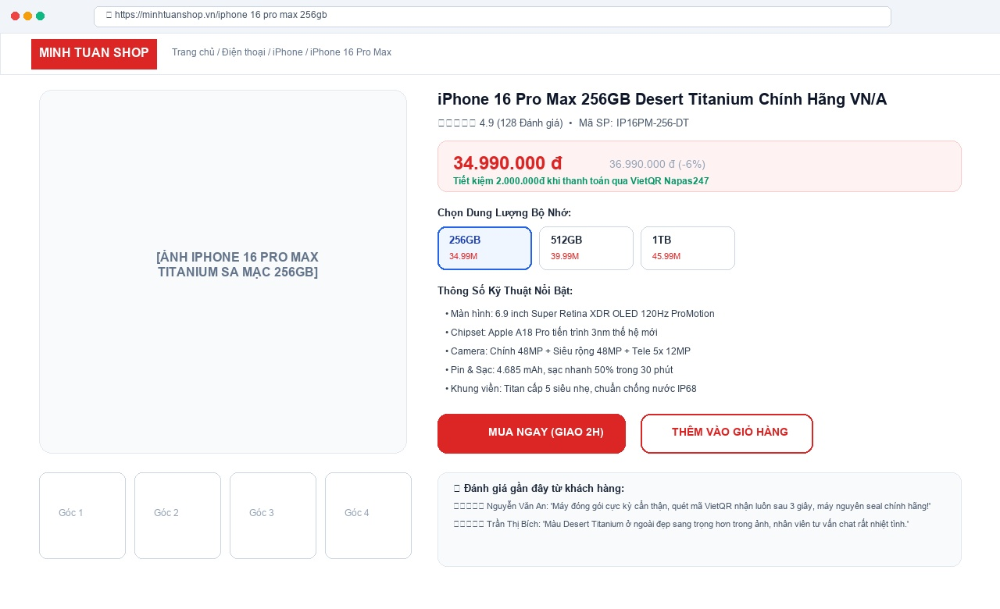 https://minhtuanshop.vn/iphone 16 pro max 256gb
MINH TUAN SHOP
Trang chủ / Điện thoại / iPhone / iPhone 16 Pro Max
iPhone 16 Pro Max 256GB Desert Titanium Chính Hãng VN/A
4.9 (128 Đánh giá) • Mã SP: IP16PM-256-DT
34.990.000 đ
36.990.000 đ (-6%)
Tiết kiệm 2.000.000đ khi thanh toán qua VietQR Napas247
Chọn Dung Lượng Bộ Nhớ:
256GB
34.99M
512GB
39.99M
1TB
45.99M
[ẢNH IPHONE 16 PRO MAX
TITANIUM SA MẠC 256GB]
Thông Số Kỹ Thuật Nổi Bật:
• Màn hình: 6.9 inch Super Retina XDR OLED 120Hz ProMotion
• Chipset: Apple A18 Pro tiến trình 3nm thế hệ mới
• Camera: Chính 48MP + Siêu rộng 48MP + Tele 5x 12MP
• Pin & Sạc: 4.685 mAh, sạc nhanh 50% trong 30 phút
• Khung viền: Titan cấp 5 siêu nhẹ, chuẩn chống nước IP68
MUA NGAY (GIAO 2H)
THÊM VÀO GIỎ HÀNG
Góc 1
Góc 2
Góc 3
Góc 4
Đánh giá gần đây từ khách hàng:
Nguyễn Văn An: 'Máy đóng gói cực kỳ cẩn thận, quét mã VietQR nhận luôn sau 3 giây, máy nguyên seal chính hãng!'
Trần Thị Bích: 'Màu Desert Titanium ở ngoài đẹp sang trọng hơn trong ảnh, nhân viên tư vấn chat rất nhiệt tình.'